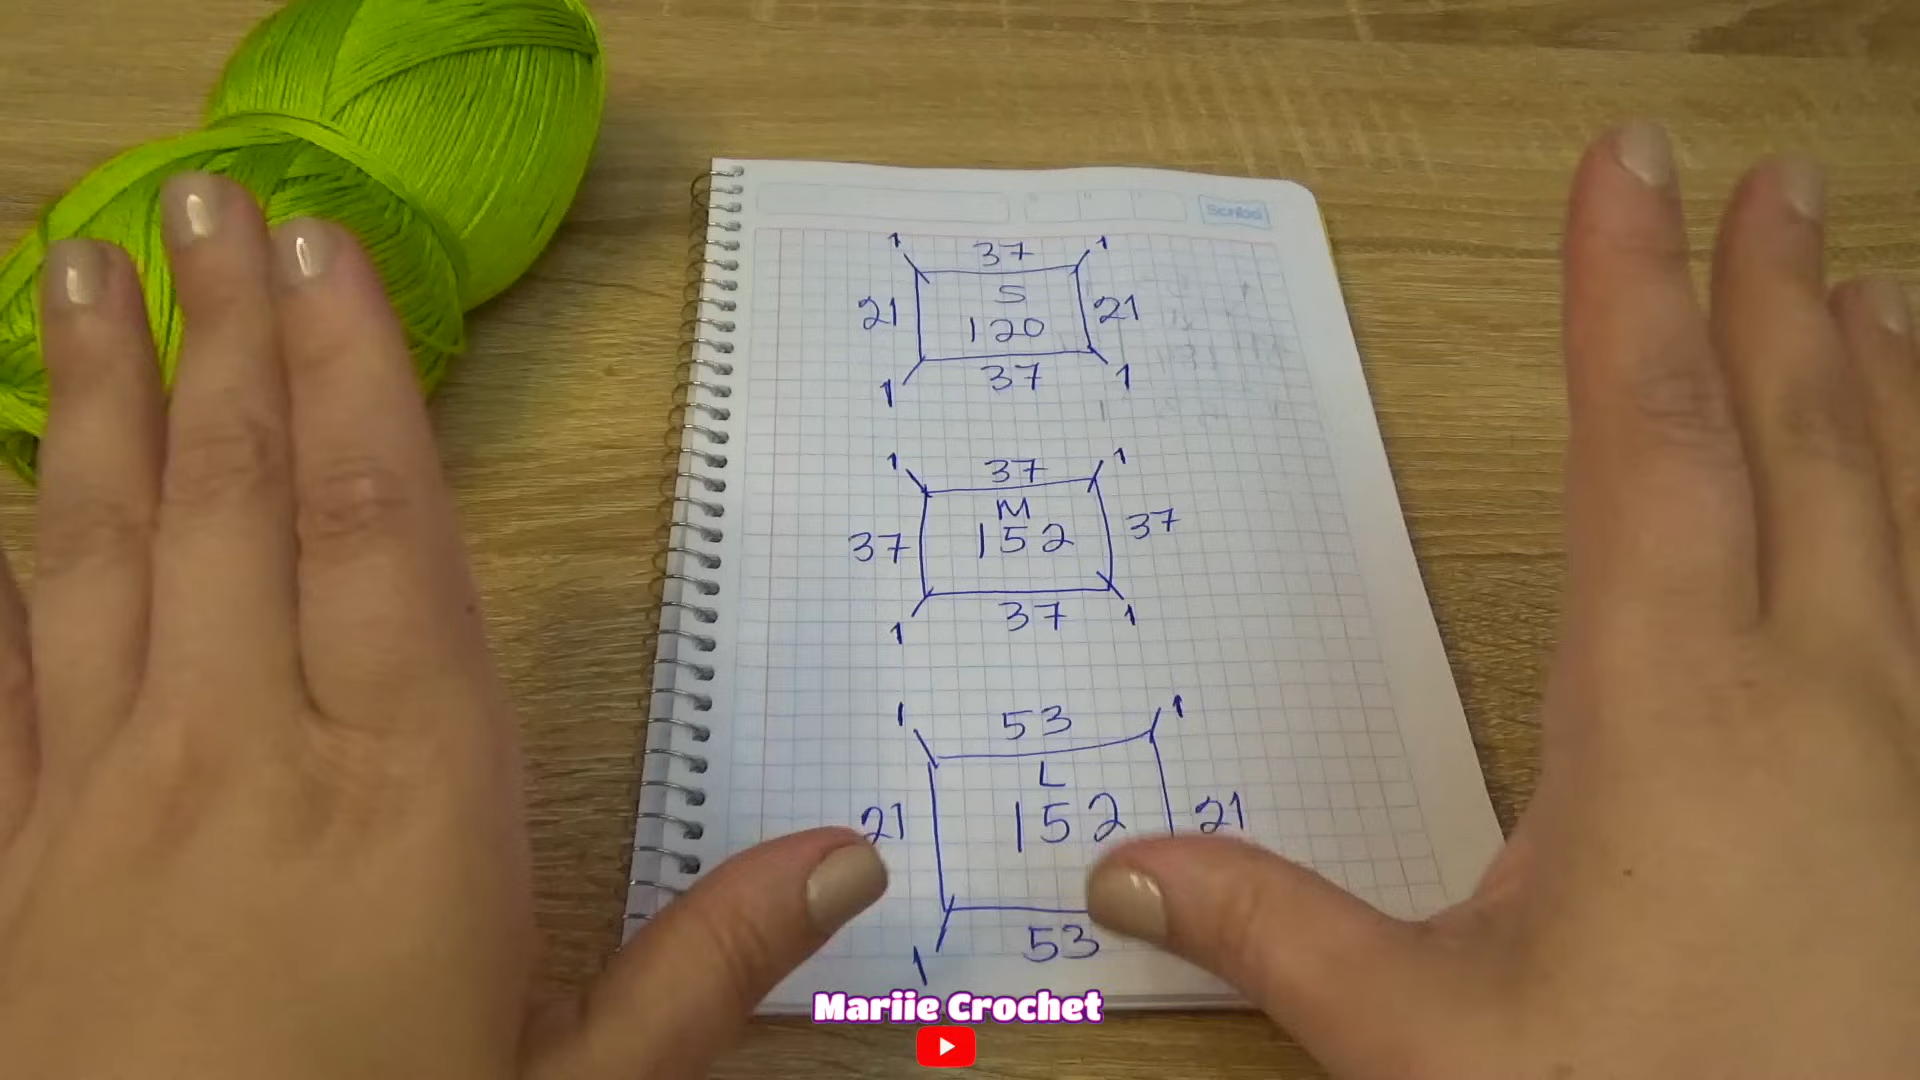 Scribe
1 37 1
21 S 21
120
1 37 1
1 37 1
M
37 152 37
1 37 1
1 53 1
L
21 152 21
53
1
Mariie Crochet